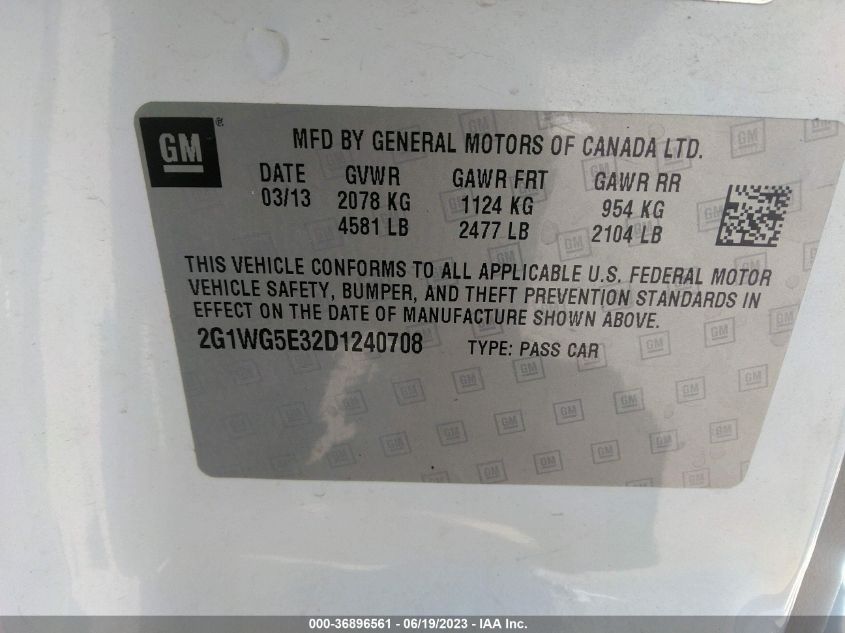 GM
MFD BY GENERAL MOTORS OF CANADA LTD.
DATE GVWR GAWR FRT GAWR RR
03/13 2078 KG 1124 KG 954 KG
4581 LB 2477 LB 2104 LB
THIS VEHICLE CONFORMS TO ALL APPLICABLE U.S. FEDERAL MOTOR
VEHICLE SAFETY, BUMPER, AND THEFT PREVENTION STANDARDS IN
EFFECT ON THE DATE OF MANUFACTURE SHOWN ABOVE.
2G1WG5E32D1240708 TYPE: PASS CAR
000-36896561 - 06/19/2023 - IAA Inc.